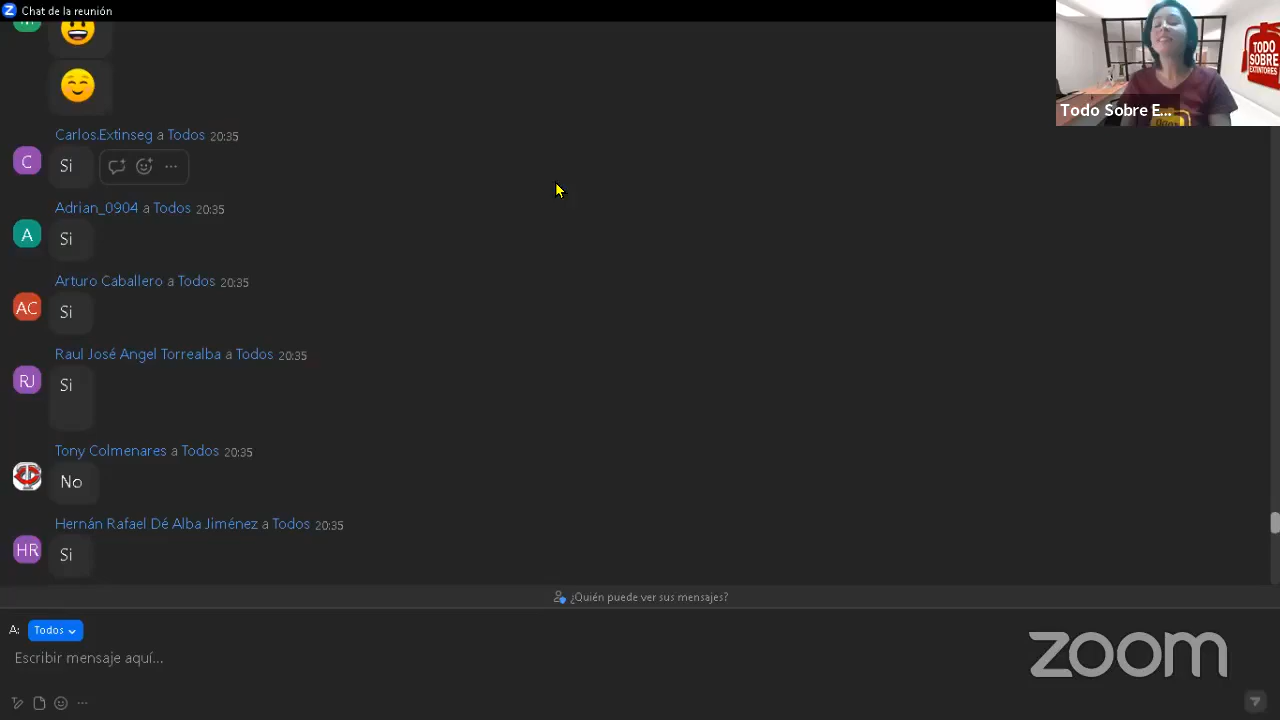 Chat de la reunión
Carlos.Extinseg a Todos 20:35
C
Si
Adrian_0904 a Todos 20:35
A
Si
Arturo Caballero a Todos 20:35
AC
Si
Raul José Angel Torrealba a Todos 20:35
RJ
Si
Tony Colmenares a Todos 20:35
No
Hernán Rafael Dé Alba Jiménez a Todos 20:35
HR
Si
¿Quién puede ver sus mensajes?
A: Todos
Escribir mensaje aquí...
TODO
SOBRE
EXTINTORES
Todo Sobre E...
zoom